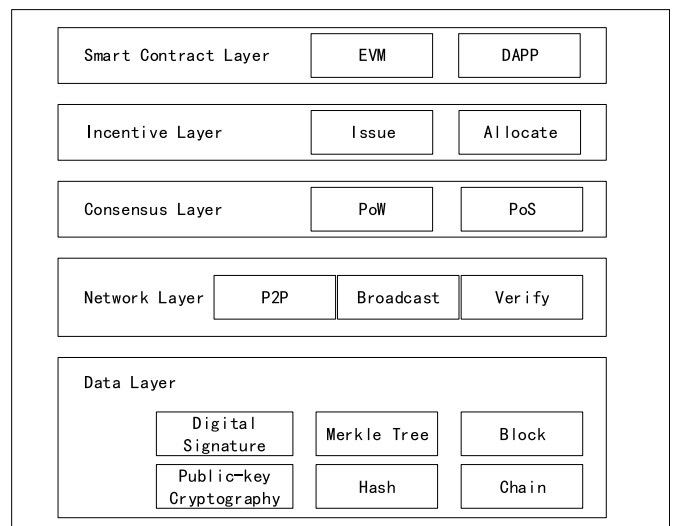 Smart Contract Layer EVM DAPP
Incentive Layer Issue Allocate
Consensus Layer PoW PoS
Network Layer P2P Broadcast Verify
Data Layer
Digital
Signature
Merkle Tree
Block
Public-key
Cryptography
Hash
Chain